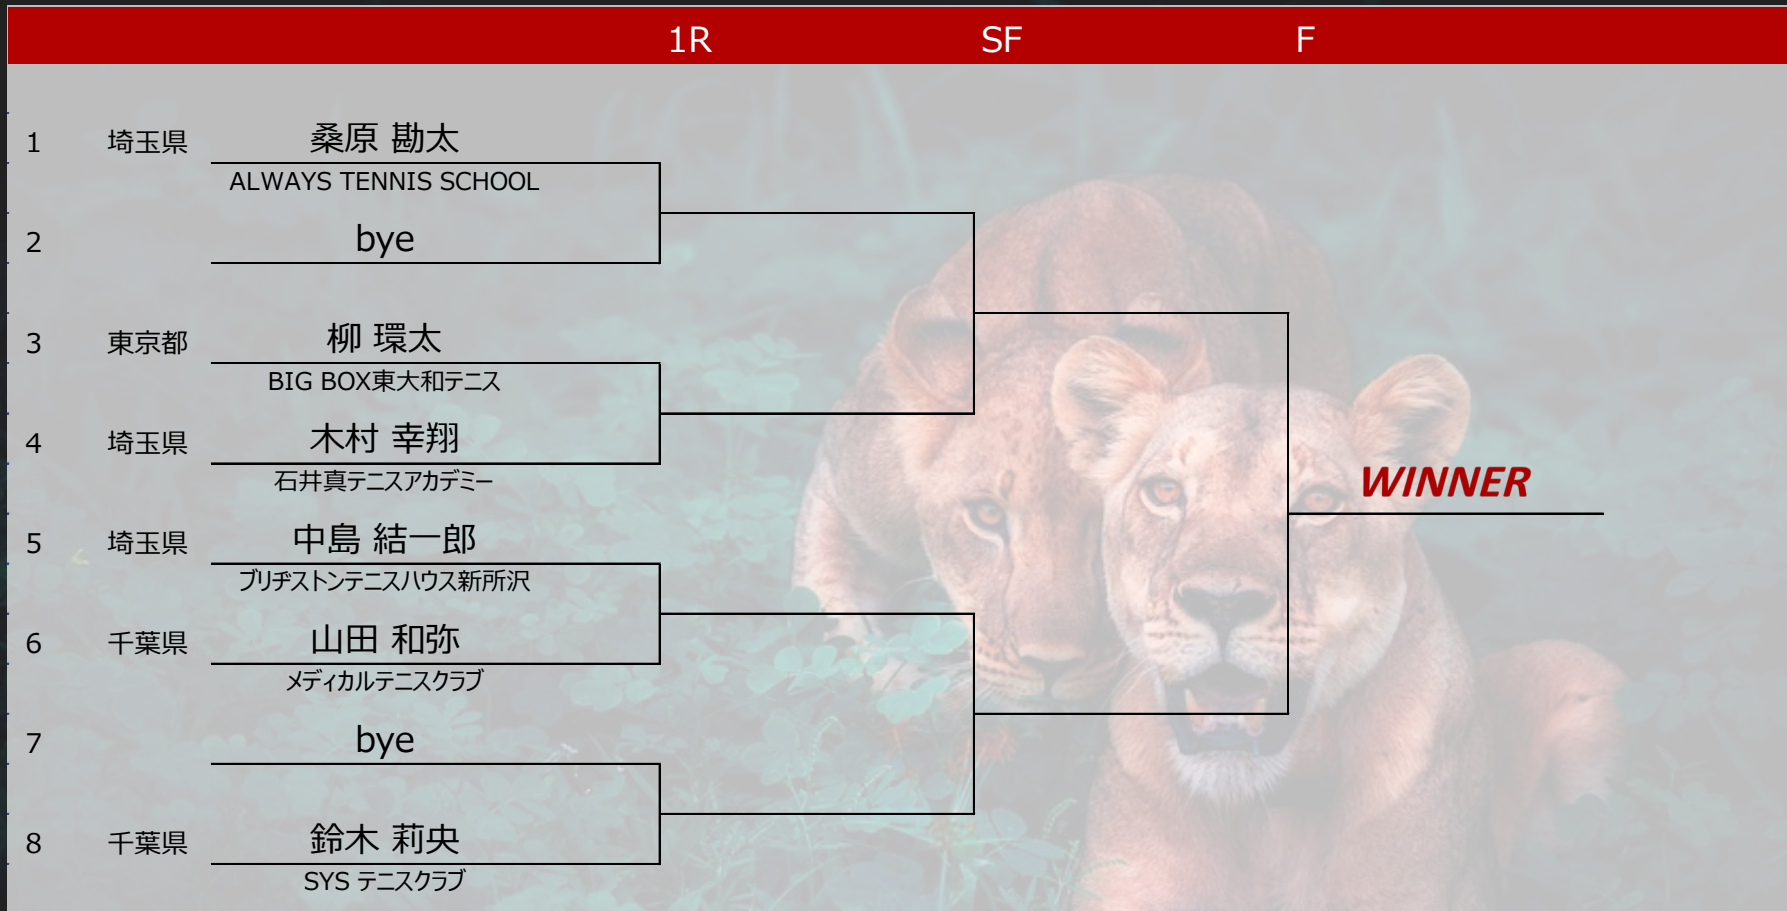 1R SF F
1 埼玉県 桑原 勘太
ALWAYS TENNIS SCHOOL
2 bye
3 東京都 柳 環太
BIG BOX東大和テニス
4 埼玉県 木村 幸翔
石井真テニスアカデミー
WINNER
5 埼玉県 中島 結一郎
ブリヂストンテニスハウス新所沢
6 千葉県 山田 和弥
メディカルテニスクラブ
7 bye
8 千葉県 鈴木 莉央
SYS テニスクラブ